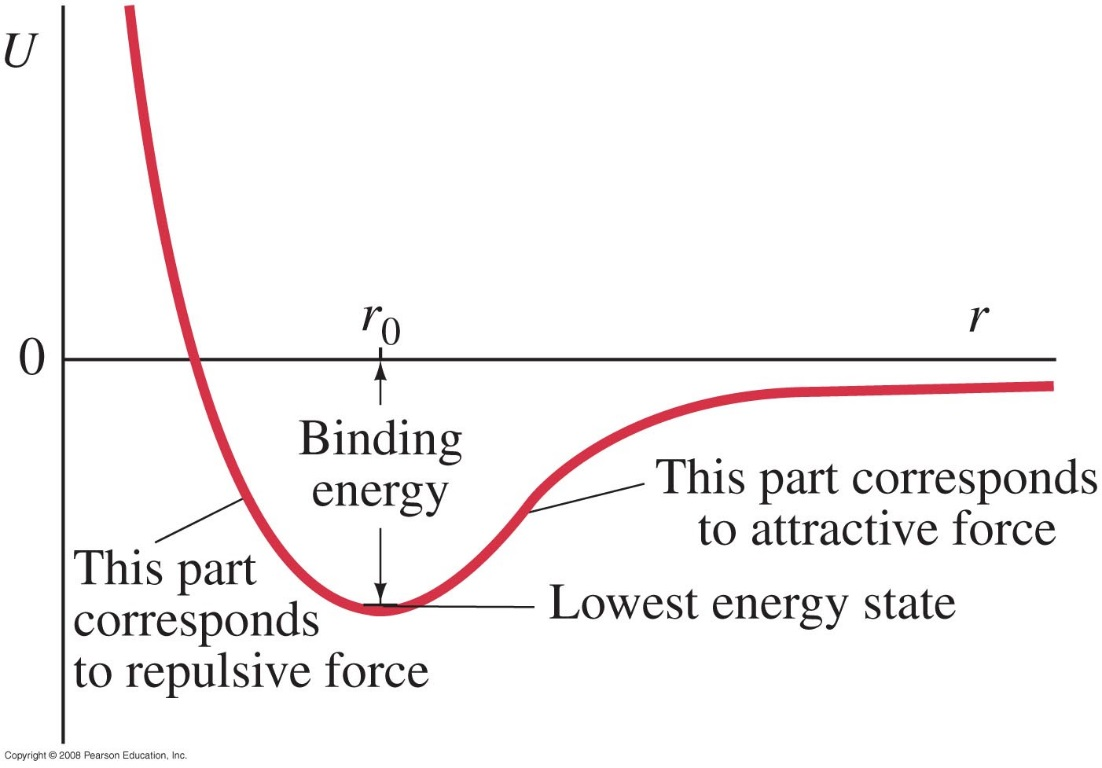 U
r₀
r
0
Binding
energy
This part corresponds
to attractive force
This part
corresponds
to repulsive force
Lowest energy state
Copyright © 2008 Pearson Education, Inc.